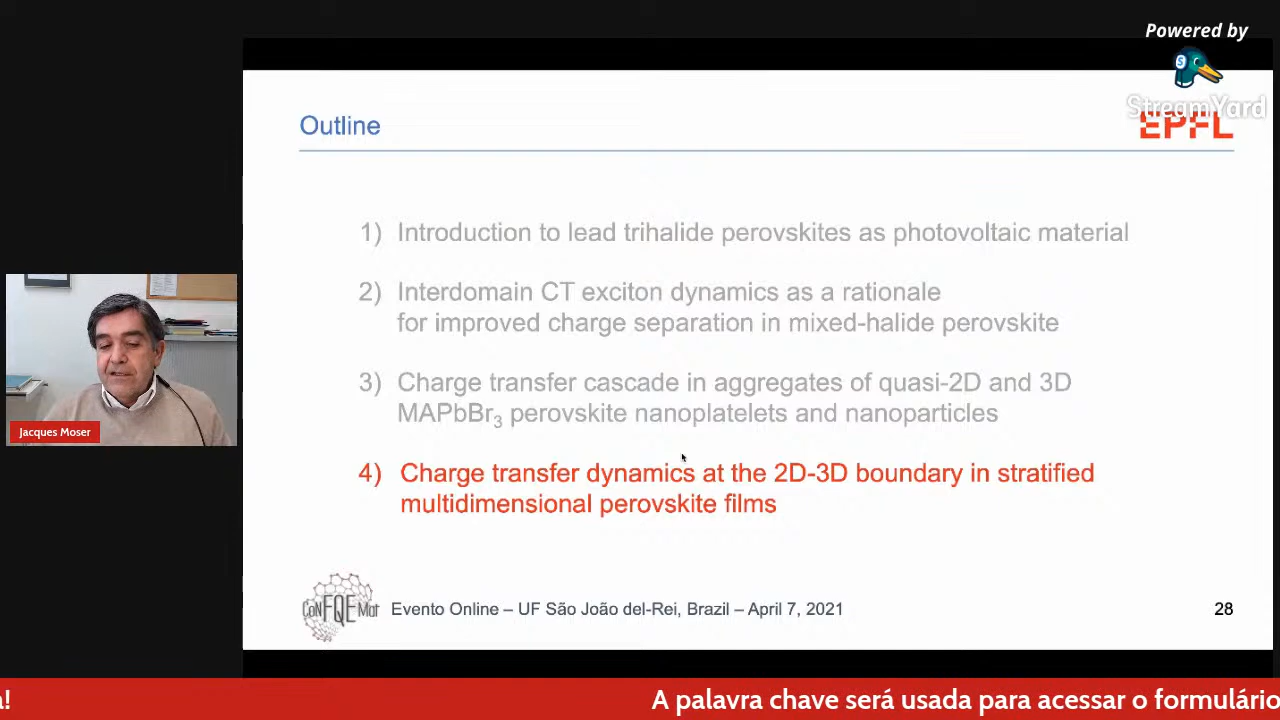 Powered by
StreamYard
Outline
EPFL
1) Introduction to lead trihalide perovskites as photovoltaic material
2) Interdomain CT exciton dynamics as a rationale
for improved charge separation in mixed-halide perovskite
3) Charge transfer cascade in aggregates of quasi-2D and 3D
MAPbBr₃ perovskite nanoplatelets and nanoparticles
4) Charge transfer dynamics at the 2D-3D boundary in stratified
multidimensional perovskite films
Jacques Moser
CoNFQEMat
Evento Online – UF São João del-Rei, Brazil – April 7, 2021
28
a!
A palavra chave será usada para acessar o formulário